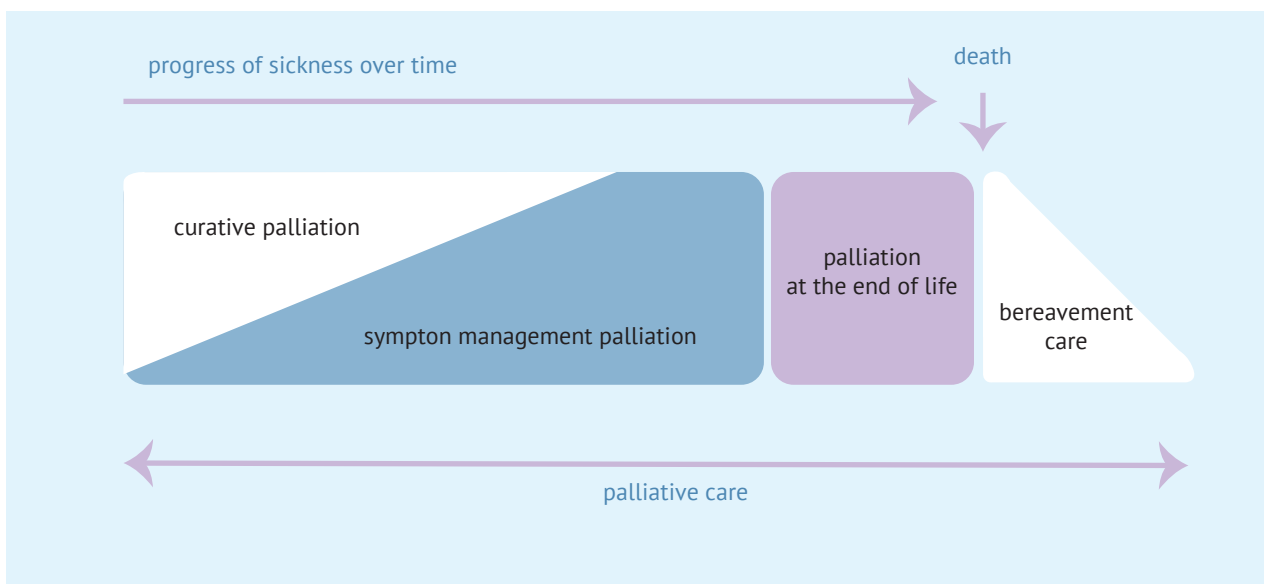 progress of sickness over time
death
curative palliation
sympton management palliation
palliation
at the end of life
bereavement
care
palliative care